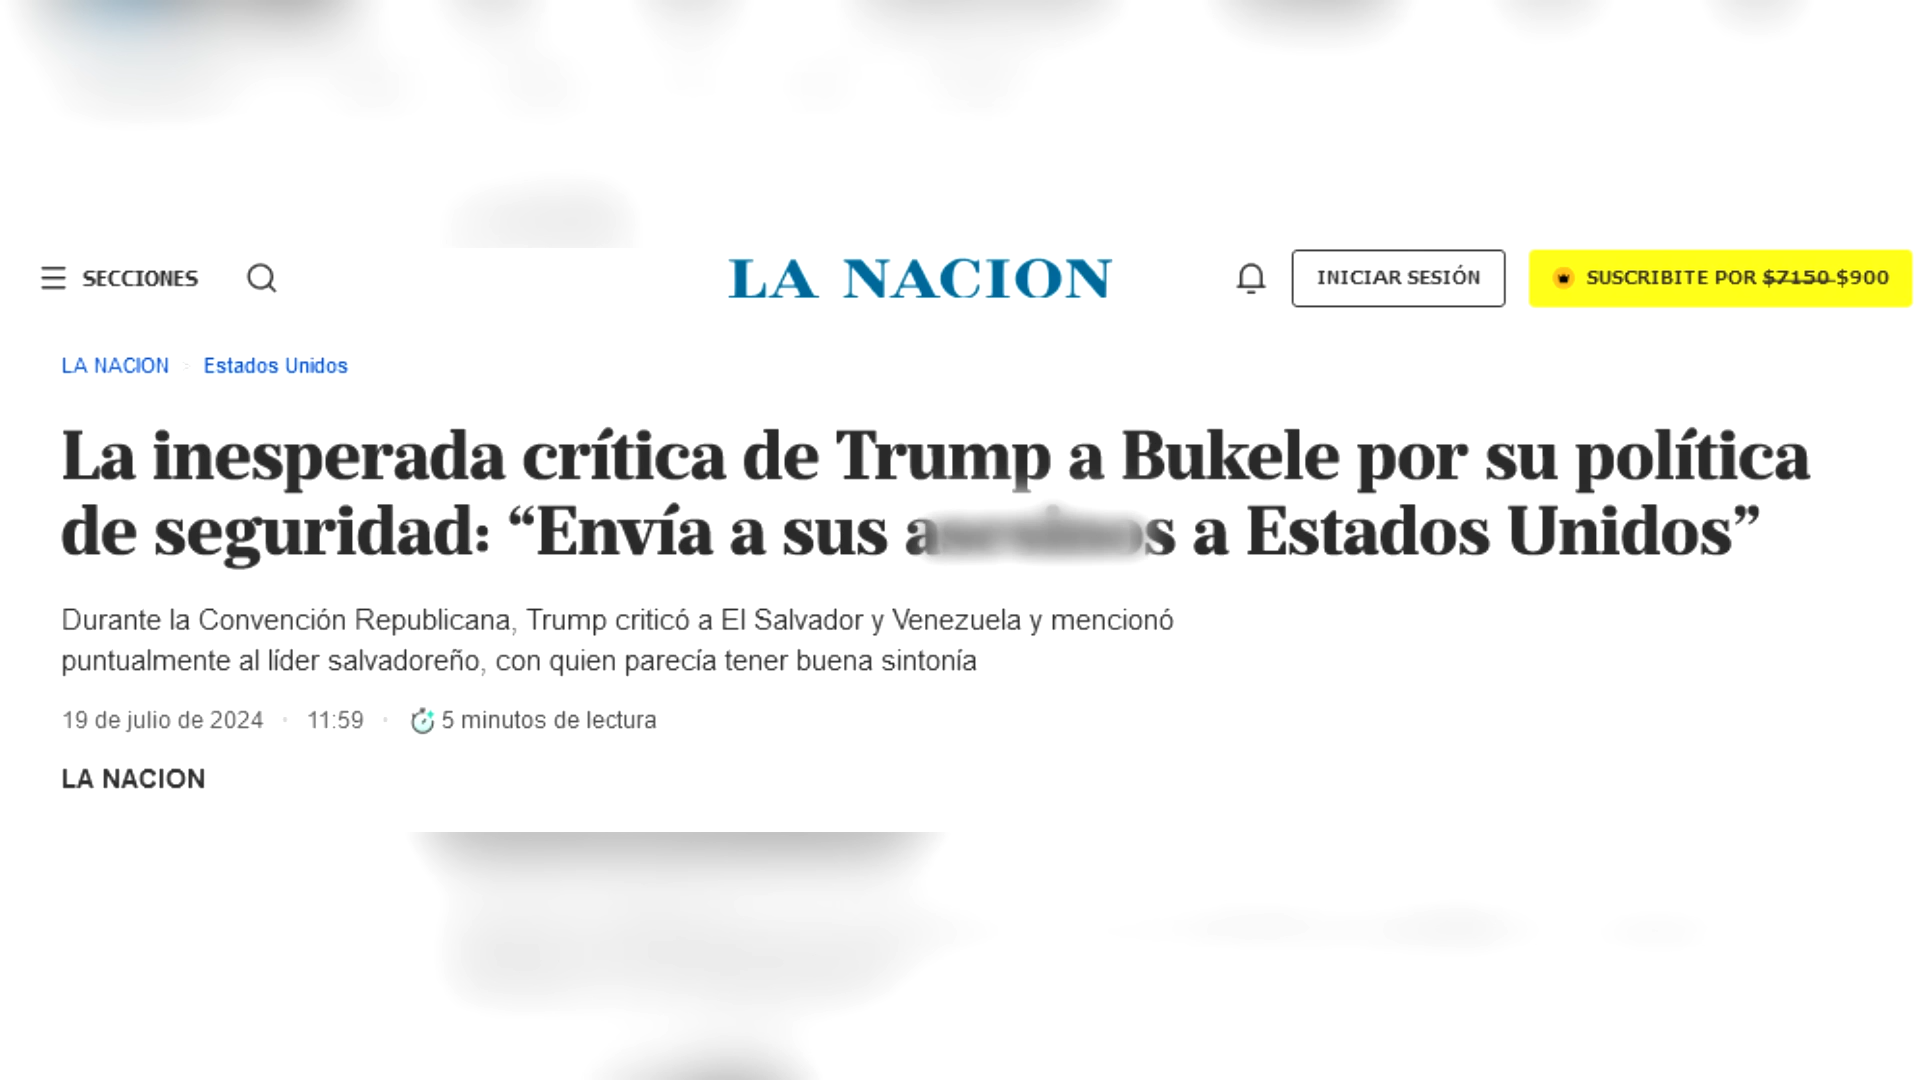 SECCIONES
LA NACION
INICIAR SESIÓN
SUSCRIBITE POR $7150 $900
LA NACION
Estados Unidos
La inesperada crítica de Trump a Bukele por su política
de seguridad: “Envía a sus a Estados Unidos”
Durante la Convención Republicana, Trump criticó a El Salvador y Venezuela y mencionó
puntualmente al líder salvadoreño, con quien parecía tener buena sintonía
19 de julio de 2024 · 11:59 · 5 minutos de lectura
LA NACION